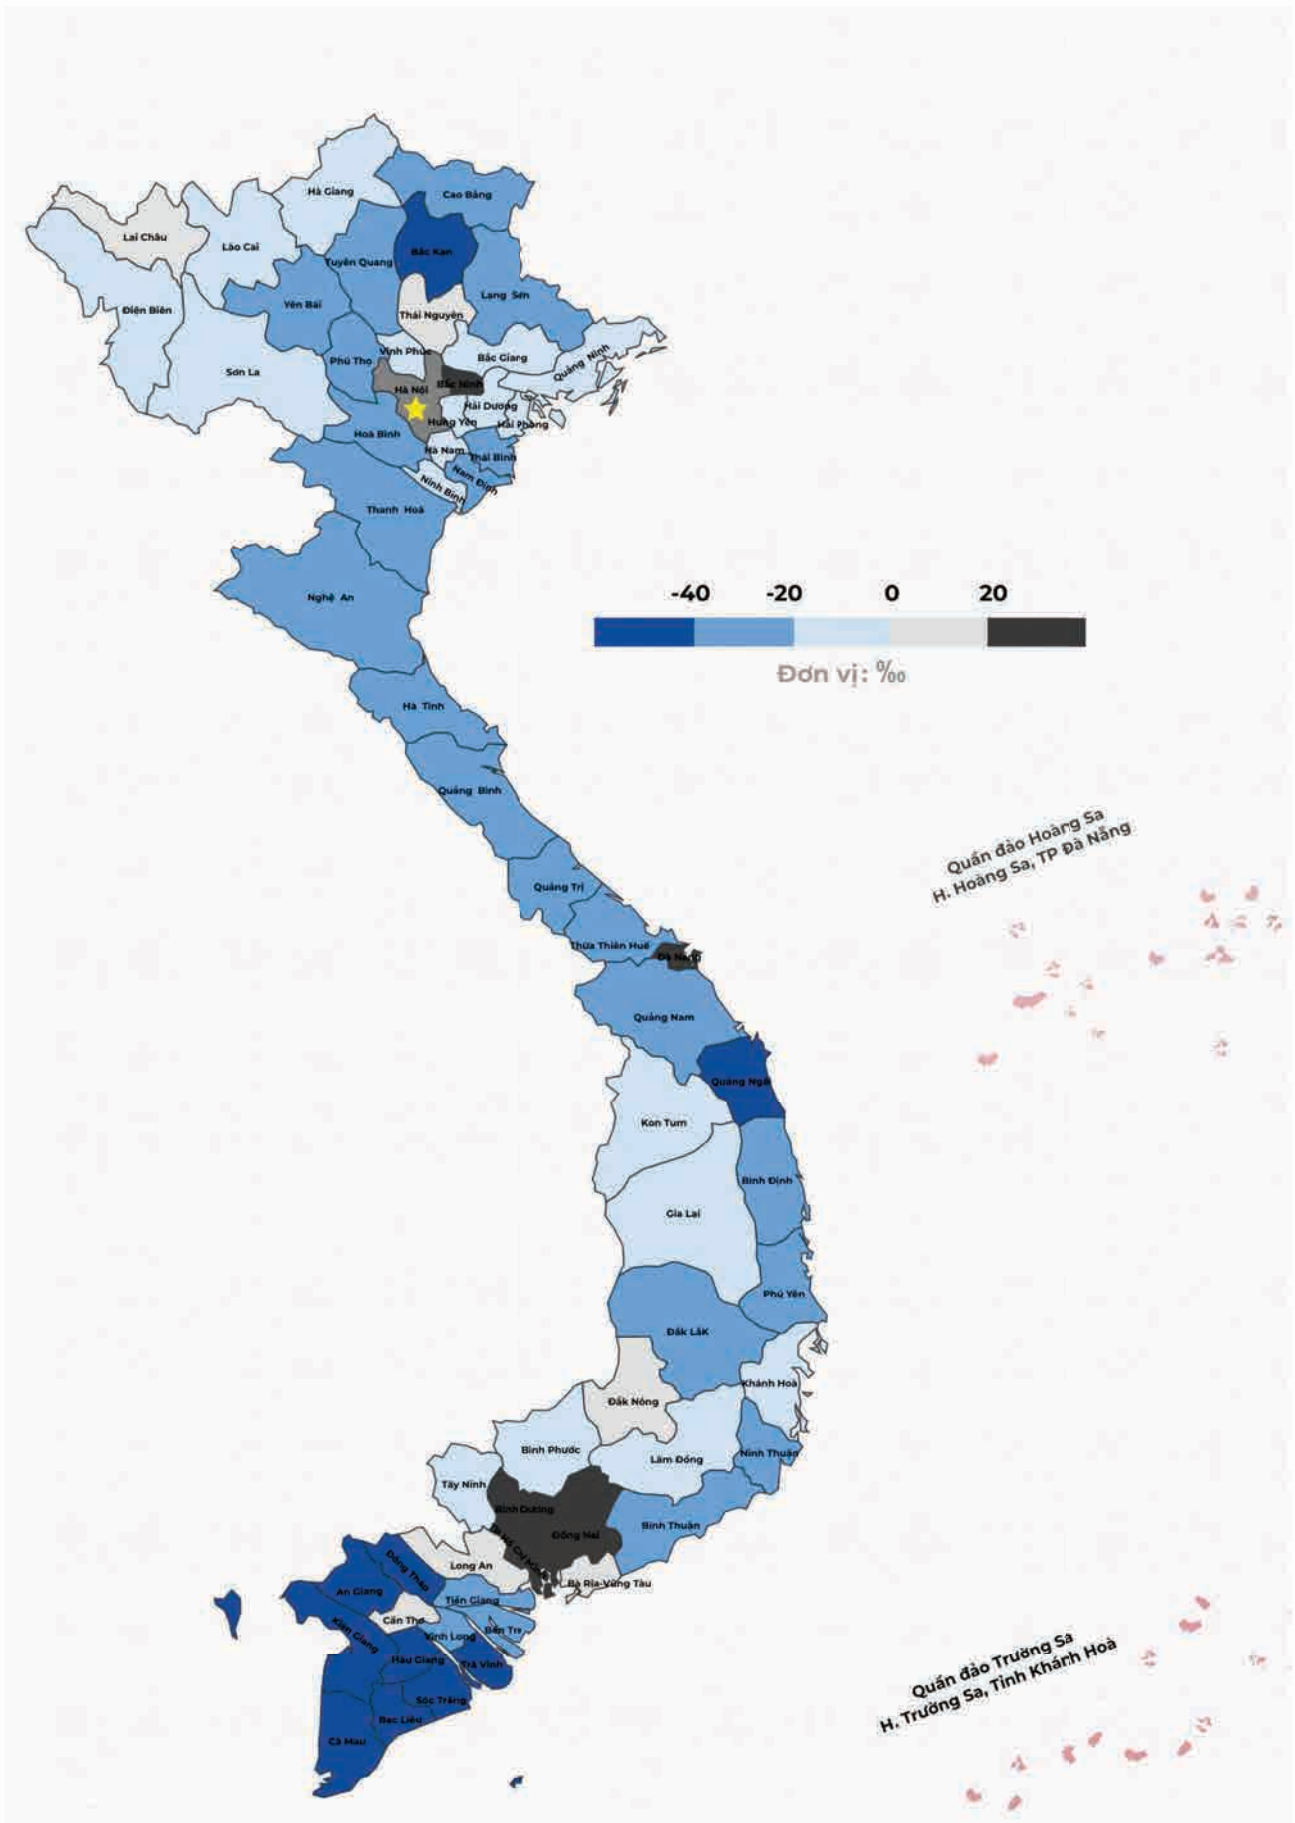 Hà Giang
Cao Bằng
Lai Châu
Lào Cai
Bắc Kạn
Tuyên Quang
Điện Biên
Yên Bái
Lạng Sơn
Thái Nguyên
Sơn La
Phú Thọ
Vĩnh Phúc
Bắc Giang
Quảng Ninh
Hà Nội
Bắc Ninh
Hải Dương
Hưng Yên
Hải Phòng
Hoà Bình
Hà Nam
Thái Bình
Nam Định
Ninh Bình
Thanh Hoá
Nghệ An
-40
-20
0
20
Đơn vị: ‰
Hà Tĩnh
Quảng Bình
Quần đảo Hoàng Sa
H. Hoàng Sa, TP Đà Nẵng
Quảng Trị
Thừa Thiên Huế
Đà Nẵng
Quảng Nam
Quảng Ngãi
Kon Tum
Bình Định
Gia Lai
Phú Yên
Đắk LắK
Khánh Hoà
Đắk Nông
Bình Phước
Lâm Đồng
Ninh Thuận
Tây Ninh
Bình Dương
Đồng Nai
Bình Thuận
TP Hồ Chí Minh
Long An
Bà Rịa-Vũng Tàu
Đồng Tháp
An Giang
Tiền Giang
Cần Thơ
Bến Tre
Kiên Giang
Vĩnh Long
Hậu Giang
Trà Vinh
Sóc Trăng
Bạc Liêu
Cà Mau
Quần đảo Trường Sa
H. Trường Sa, Tỉnh Khánh Hoà